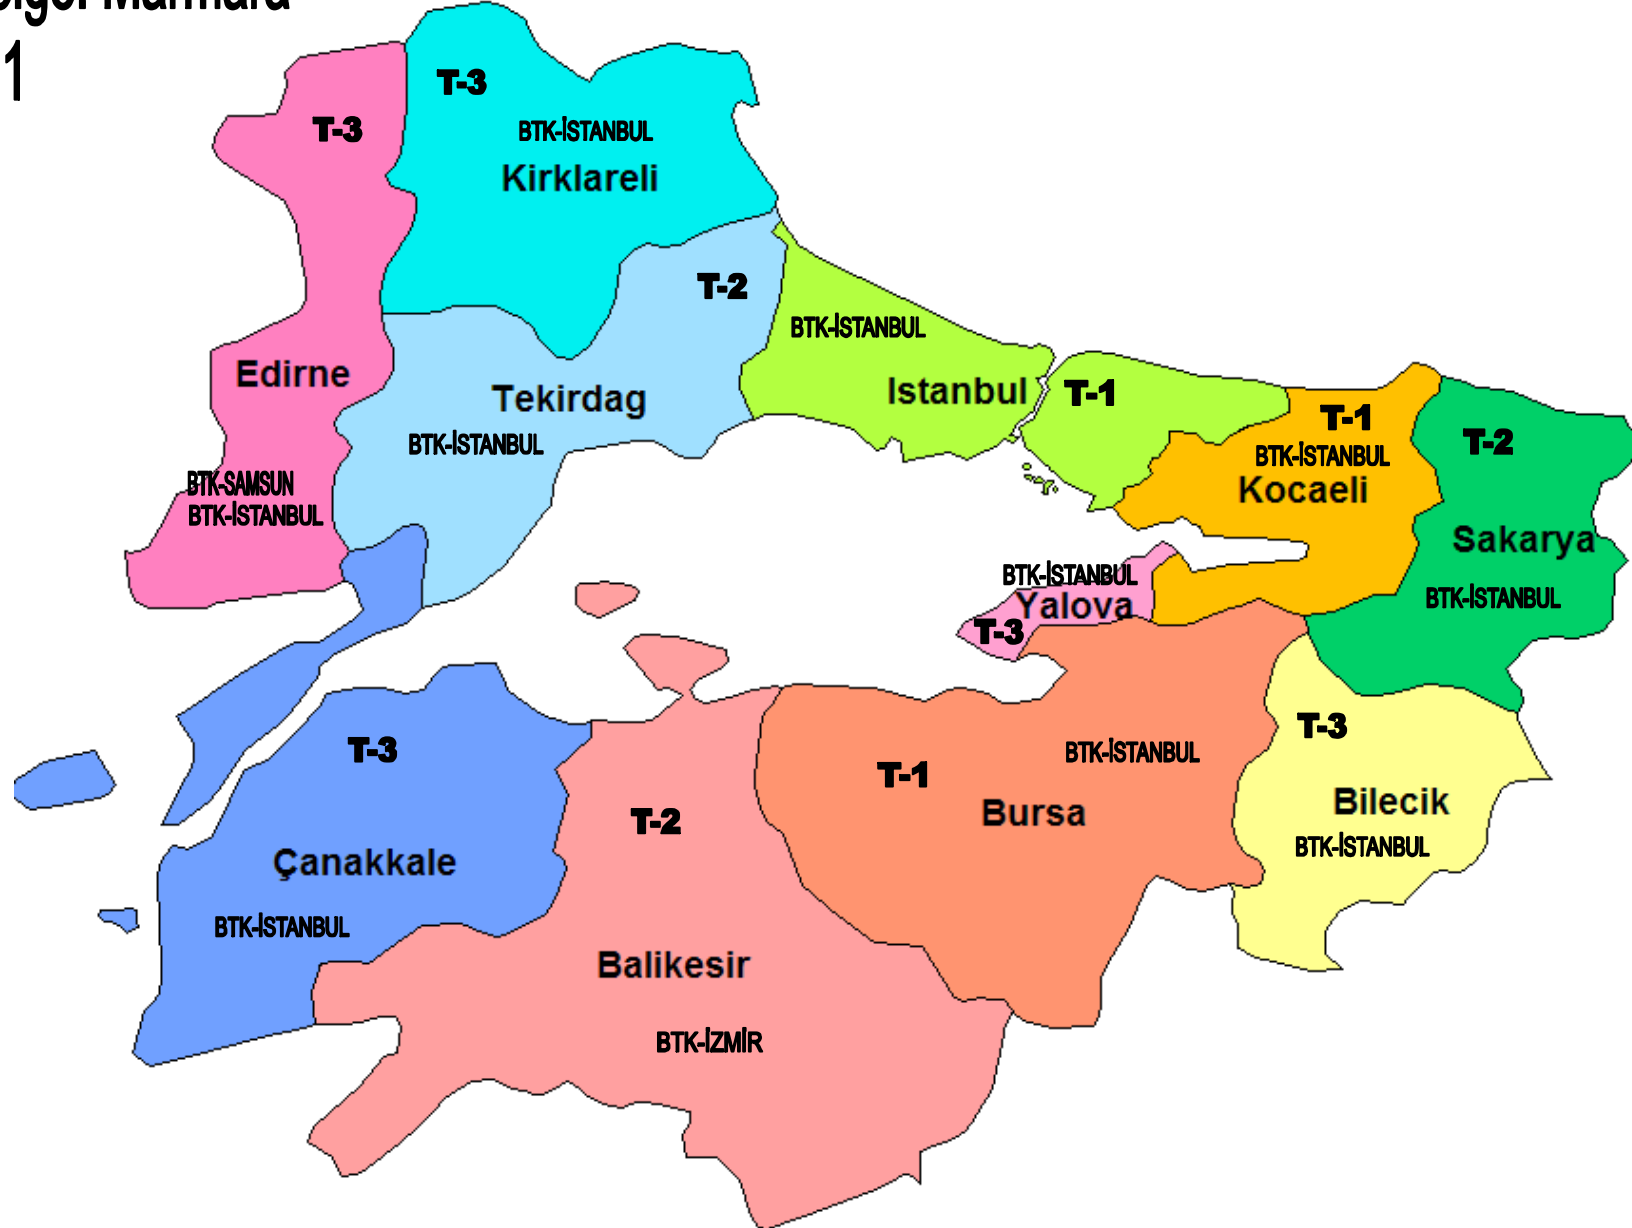 Marmara
1
T-3
BTK-İSTANBUL
Kirklareli
T-3
Edirne
BTK-SAMSUN
BTK-İSTANBUL
T-2
Tekirdag
BTK-İSTANBUL
BTK-İSTANBUL
Istanbul
T-1
T-1
BTK-İSTANBUL
Kocaeli
T-2
Sakarya
BTK-İSTANBUL
BTK-İSTANBUL
Yalova
T-3
T-3
Çanakkale
BTK-İSTANBUL
T-2
Balikesir
BTK-İZMİR
T-1
BTK-İSTANBUL
Bursa
T-3
Bilecik
BTK-İSTANBUL